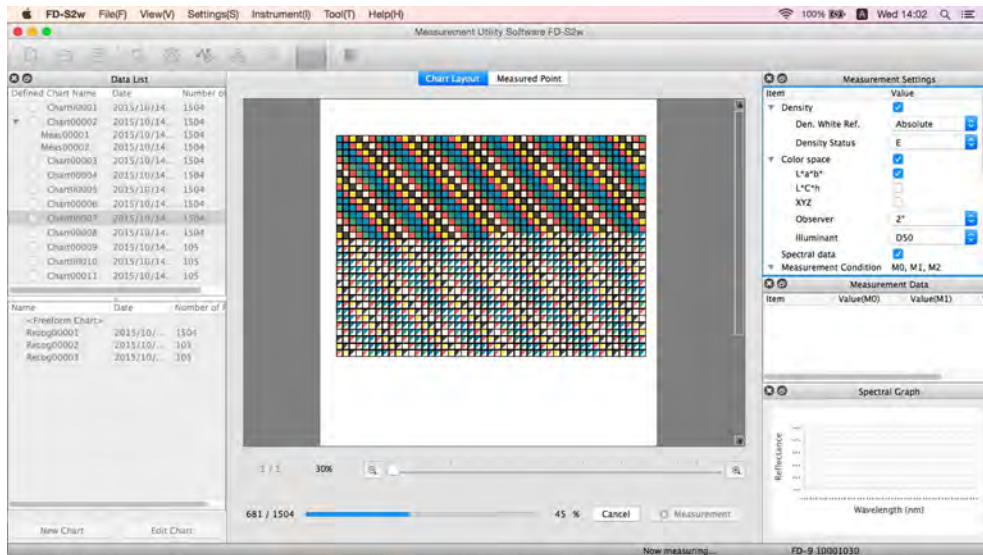 FD-S2w File(F) View(V) Settings(S) Instrument(I) Tool(T) Help(H) 100% Wed 14:02
Measurement Utility Software FD-S2w
Data List
Defined Chart Name Date Number of
Chart00001 2015/10/14... 1504
Chart00002 2015/10/14... 1504
Meas00001 2015/10/14... 1504
Meas00002 2015/10/14... 1504
Chart00003 2015/10/14... 1504
Chart00004 2015/10/14... 1504
Chart00005 2015/10/14... 1504
Chart00006 2015/10/14... 1504
Chart00007 2015/10/14... 1504
Chart00008 2015/10/14... 1504
Chart00009 2015/10/14... 105
Chart00010 2015/10/14... 105
Chart00011 2015/10/14... 105
Name Date Number of
<Freeform Chart>
Recog00001 2015/10/... 1504
Recog00002 2015/10/... 105
Recog00003 2015/10/... 105
New Chart Edit Chart
Chart Layout Measured Point
1 / 1 30%
681 / 1504 45 % Cancel Measurement
Measurement Settings
Item Value
Density
Den. White Ref. Absolute
Density Status E
Color space
L*a*b*
L*C*h
XYZ
Observer 2°
Illuminant D50
Spectral data
Measurement Condition M0, M1, M2
Measurement Data
Item Value(M0) Value(M1)
Spectral Graph
Reflectance
Wavelength (nm)
Now measuring... FD-9 10001030